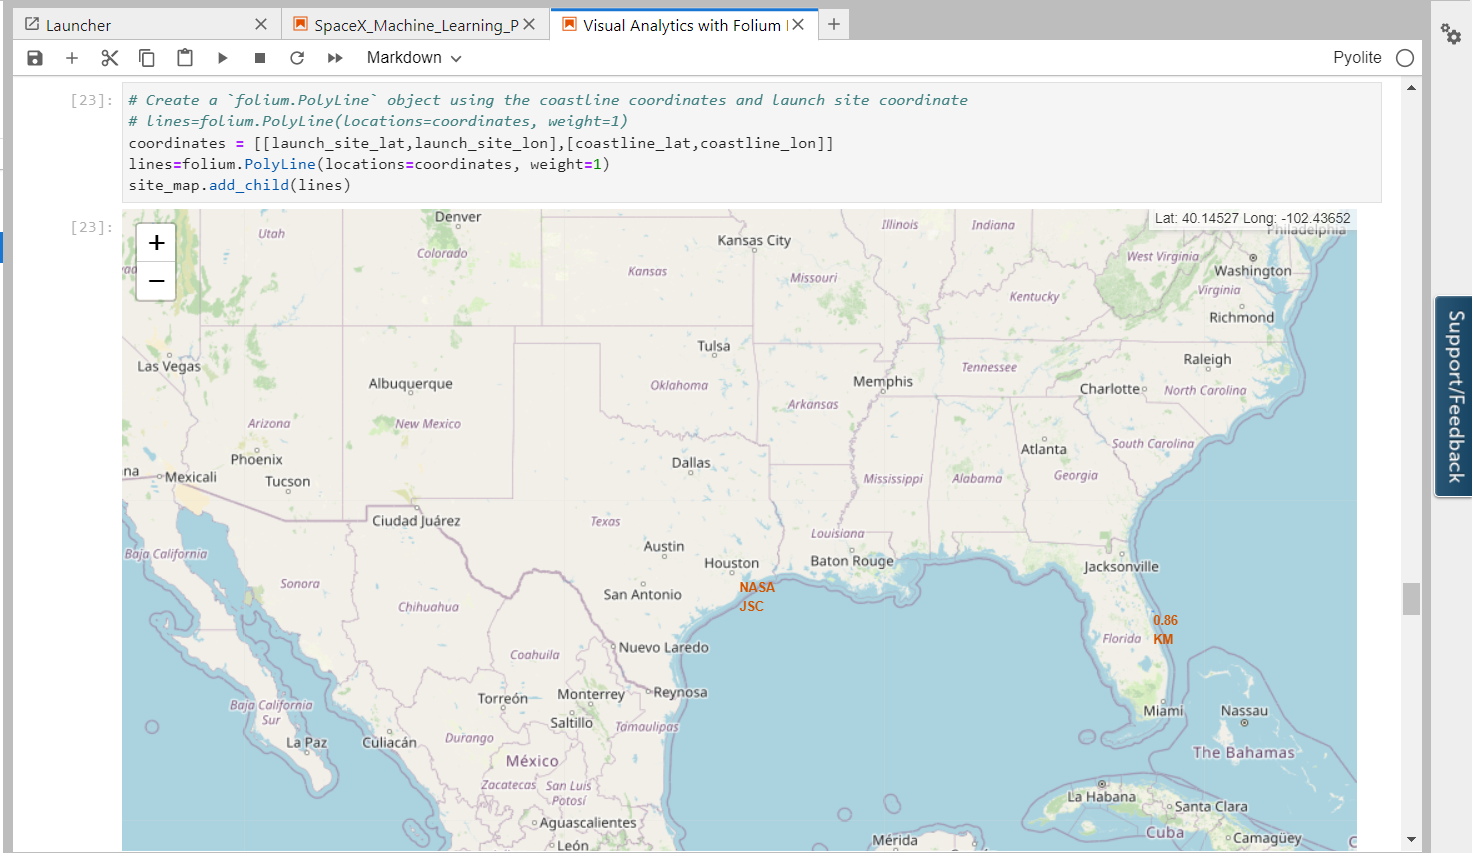 Launcher
SpaceX_Machine_Learning_P
Visual Analytics with Folium
Markdown
Pyolite
[23]:
# Create a `folium.PolyLine` object using the coastline coordinates and launch site coordinate
# lines=folium.PolyLine(locations=coordinates, weight=1)
coordinates = [[launch_site_lat,launch_site_lon],[coastline_lat,coastline_lon]]
lines=folium.PolyLine(locations=coordinates, weight=1)
site_map.add_child(lines)
[23]:
+
−
Lat: 40.14527 Long: -102.43652
Denver
Utah
Colorado
Kansas City
Kansas
Missouri
Illinois
Indiana
Philadelphia
West Virginia
Washington
Virginia
Kentucky
Richmond
vad
Las Vegas
Tulsa
Albuquerque
Oklahoma
Memphis
Tennessee
Raleigh
Charlotte
North Carolina
Arkansas
Arizona
New Mexico
South Carolina
Phoenix
Dallas
Atlanta
na
Mexicali
Tucson
Mississippi
Alabama
Georgia
Ciudad Juárez
Texas
Louisiana
Baja California
Austin
Houston
Baton Rouge
Jacksonville
Sonora
San Antonio
NASA
JSC
Chihuahua
0.86
KM
Florida
Coahuila
Nuevo Laredo
Torreón
Monterrey
Reynosa
Baja California
Sur
Saltillo
Tamaulipas
Miami
Nassau
La Paz
Culiacán
Durango
The Bahamas
México
Zacatecas
San Luis
Potosí
La Habana
Santa Clara
Aguascalientes
León
Mérida
Cuba
Camagüey
C
Support/Feedback